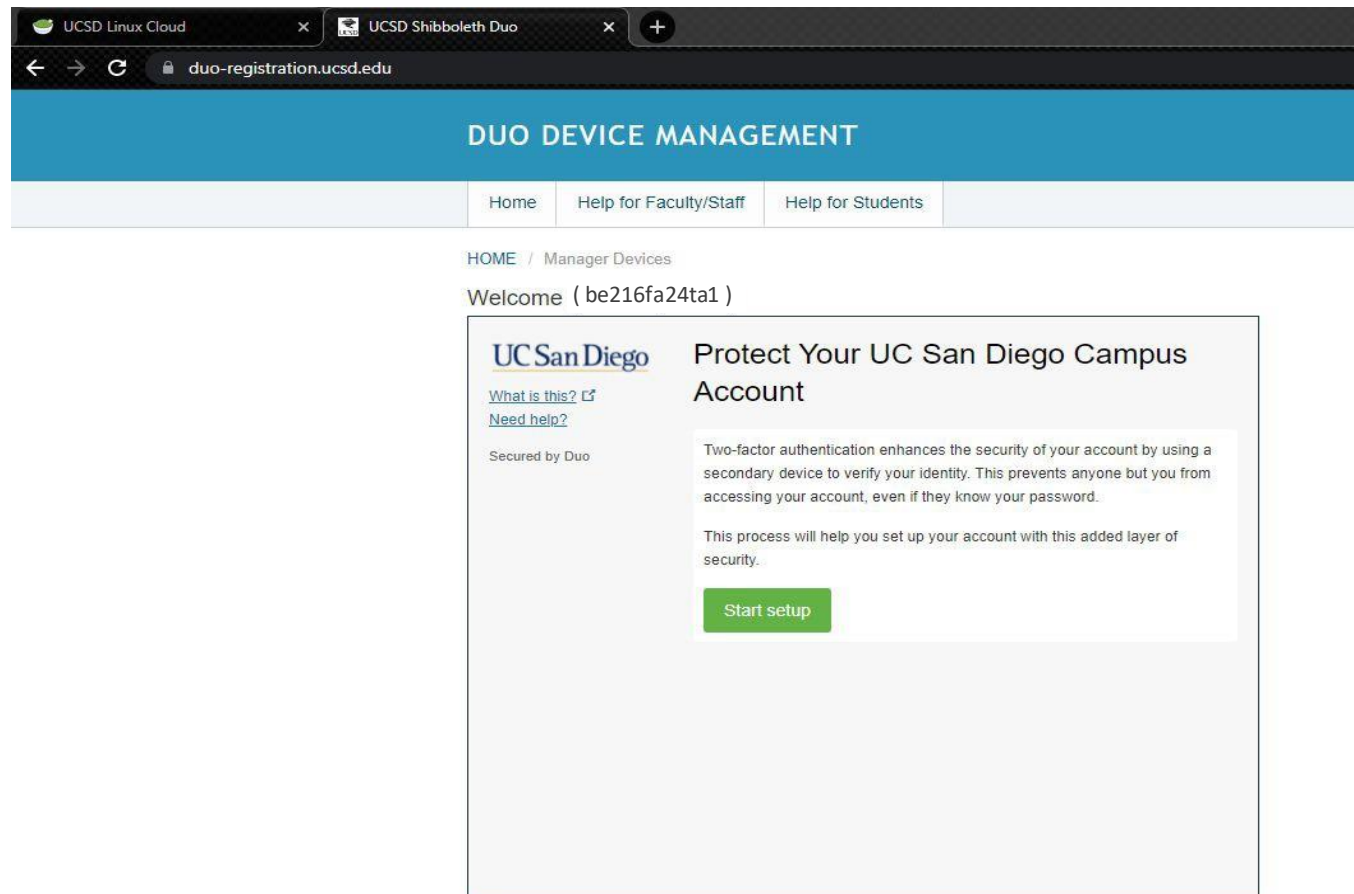 UCSD Linux Cloud
UCSD Shibboleth Duo
duo-registration.ucsd.edu
DUO DEVICE MANAGEMENT
Home Help for Faculty/Staff Help for Students
HOME / Manager Devices
Welcome ( be216fa24ta1 )
UC San Diego
What is this?
Need help?
Secured by Duo
Protect Your UC San Diego Campus
Account
Two-factor authentication enhances the security of your account by using a
secondary device to verify your identity. This prevents anyone but you from
accessing your account, even if they know your password.
This process will help you set up your account with this added layer of
security.
Start setup